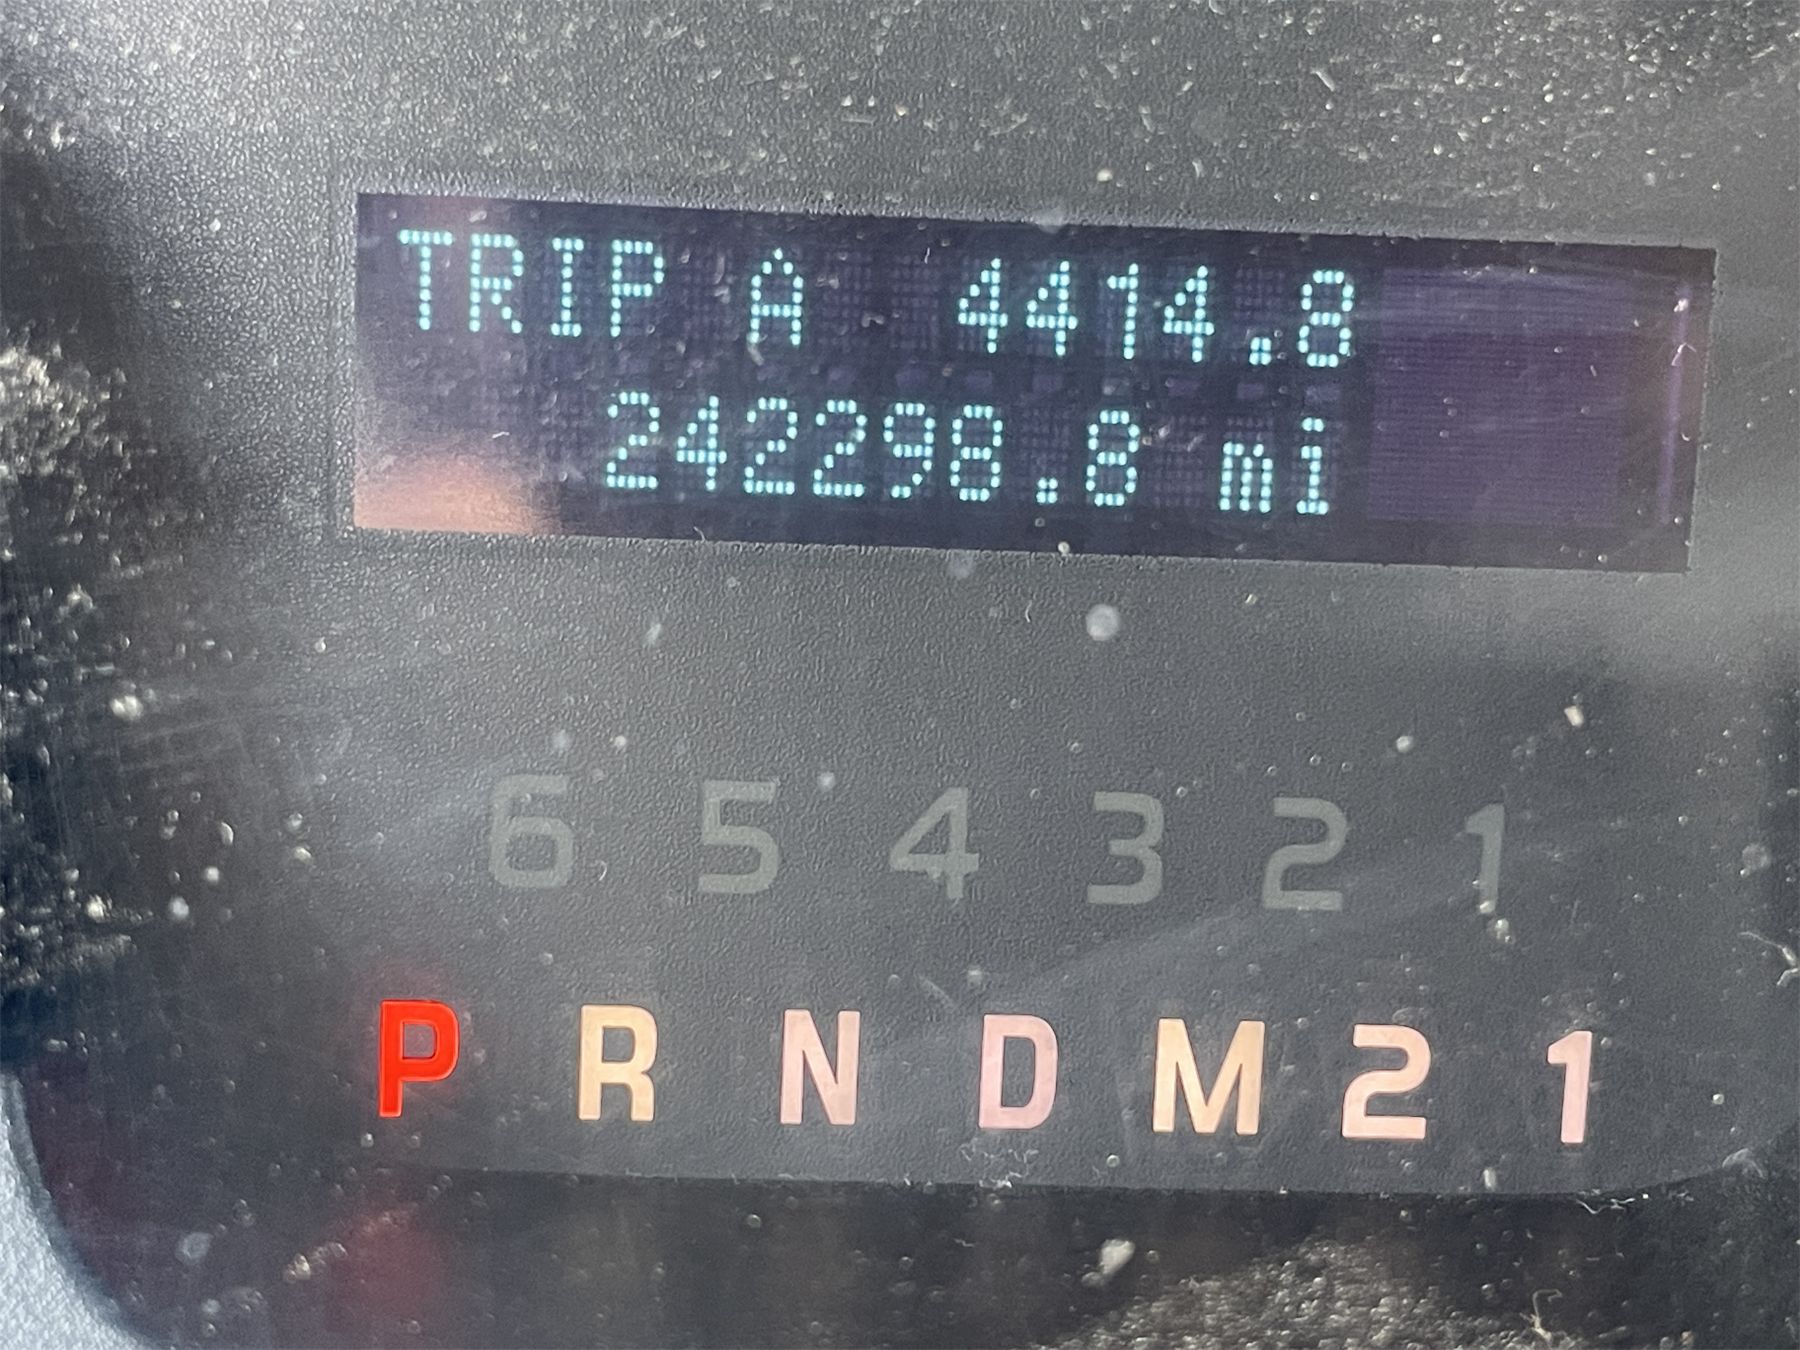 TRIP A 4414.8
242298.8 mi
6 5 4 3 2 1
P R N D M 2 1